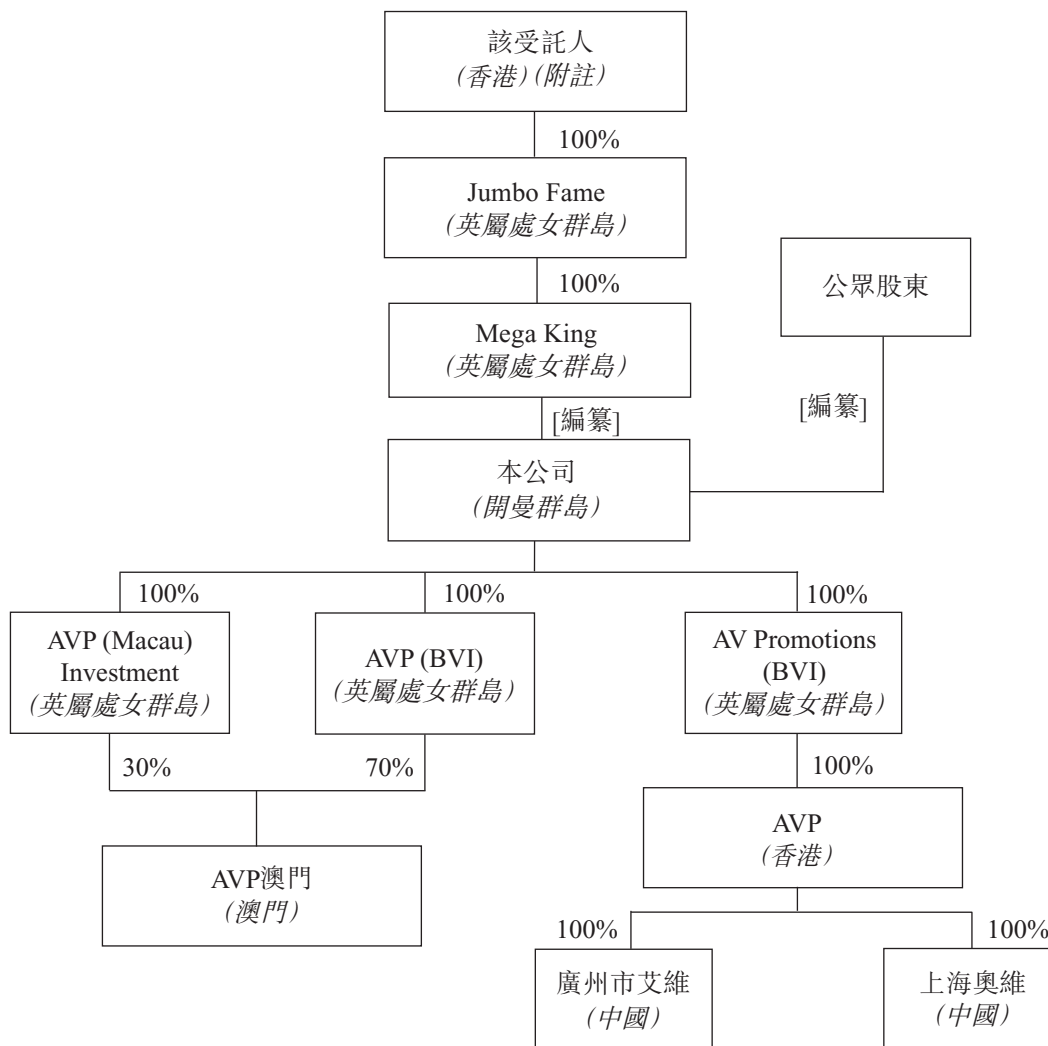 該受託人
(香港)(附註)
100%
Jumbo Fame
(英屬處女群島)
100%
公眾股東
Mega King
(英屬處女群島)
[編纂]
[編纂]
本公司
(開曼群島)
100%
100%
100%
AVP (Macau)
Investment
(英屬處女群島)
AVP (BVI)
(英屬處女群島)
AV Promotions
(BVI)
(英屬處女群島)
30%
70%
100%
AVP
(香港)
AVP澳門
(澳門)
100%
100%
廣州市艾維
(中國)
上海奧維
(中國)